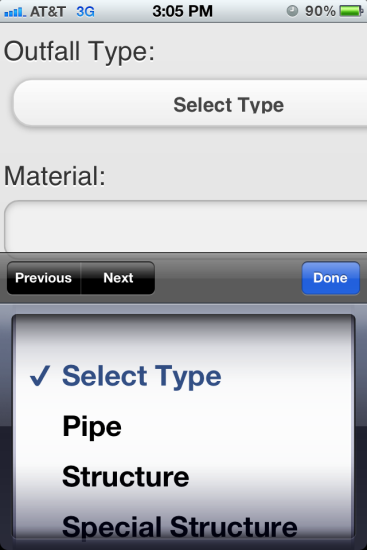 AT&T 3G 3:05 PM 90%
Outfall Type:
Select Type
Material:
Previous Next Done
✓ Select Type
Pipe
Structure
Special Structure